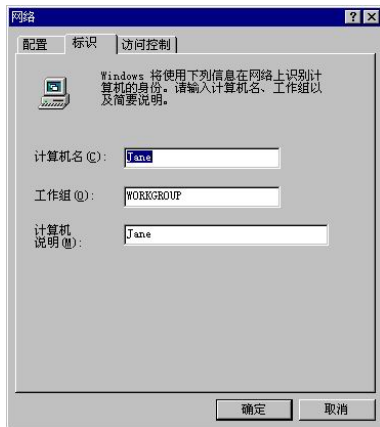 网络
配置 标识 访问控制
Windows 将使用下列信息在网络上识别计
算机的身份。请输入计算机名、工作组以
及简要说明。
计算机名(C): Jane
工作组(O): WORKGROUP
计算机
说明(M): Jane
确定 取消